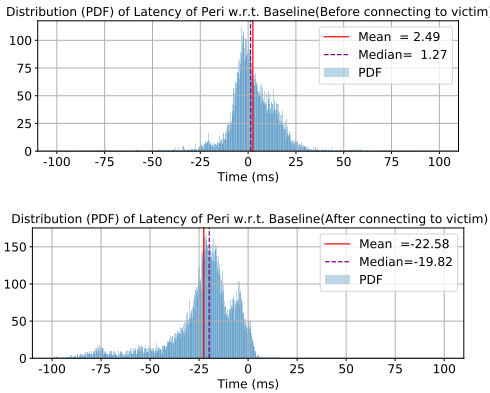 Distribution (PDF) of Latency of Peri w.r.t. Baseline(Before connecting to victim)
Mean = 2.49
Median= 1.27
PDF
100
75
50
25
0
-100 -75 -50 -25 0 25 50 75 100
Time (ms)
Distribution (PDF) of Latency of Peri w.r.t. Baseline(After connecting to victim)
Mean =-22.58
Median=-19.82
PDF
150
100
50
0
-100 -75 -50 -25 0 25 50 75 100
Time (ms)